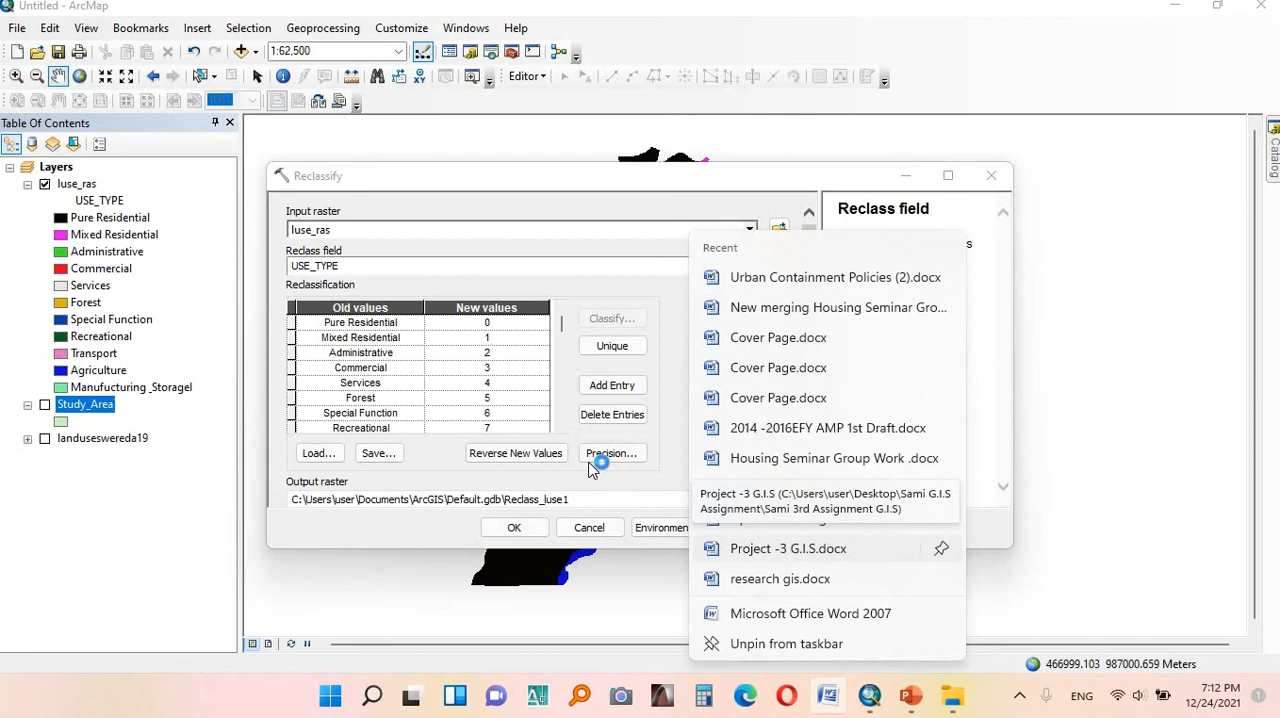 Untitled - ArcMap
File Edit View Bookmarks Insert Selection Geoprocessing Customize Windows Help
1:62,500
Editor
Table Of Contents
Layers
luse_ras
USE_TYPE
Pure Residential
Mixed Residential
Administrative
Commercial
Services
Forest
Special Function
Recreational
Transport
Agriculture
Manufucturing _Storagel
Study_Area
landuseswereda19
Reclassify
Input raster
luse_ras
Reclass field
USE_TYPE
Reclassification
Old values New values
Pure Residential 0
Mixed Residential 1
Administrative 2
Commercial 3
Services 4
Forest 5
Special Function 6
Recreational 7
Classify...
Unique
Add Entry
Delete Entries
Load... Save... Reverse New Values Precision...
Output raster
C:\Users\user\Documents\ArcGIS\Default.gdb\Reclass_luse1
OK Cancel Environmen
Reclass field
s
Recent
Urban Containment Policies (2).docx
New merging Housing Seminar Gro...
Cover Page.docx
Cover Page.docx
Cover Page.docx
2014 -2016EFY AMP 1st Draft.docx
Housing Seminar Group Work .docx
Project -3 G.I.S (C:\Users\user\Desktop\Sami G.I.S
Assignment\Sami 3rd Assignment G.I.S)
Project -3 G.I.S.docx
research gis.docx
Microsoft Office Word 2007
Unpin from taskbar
Catalog
466999.103 987000.659 Meters
ENG
7:12 PM
12/24/2021
1